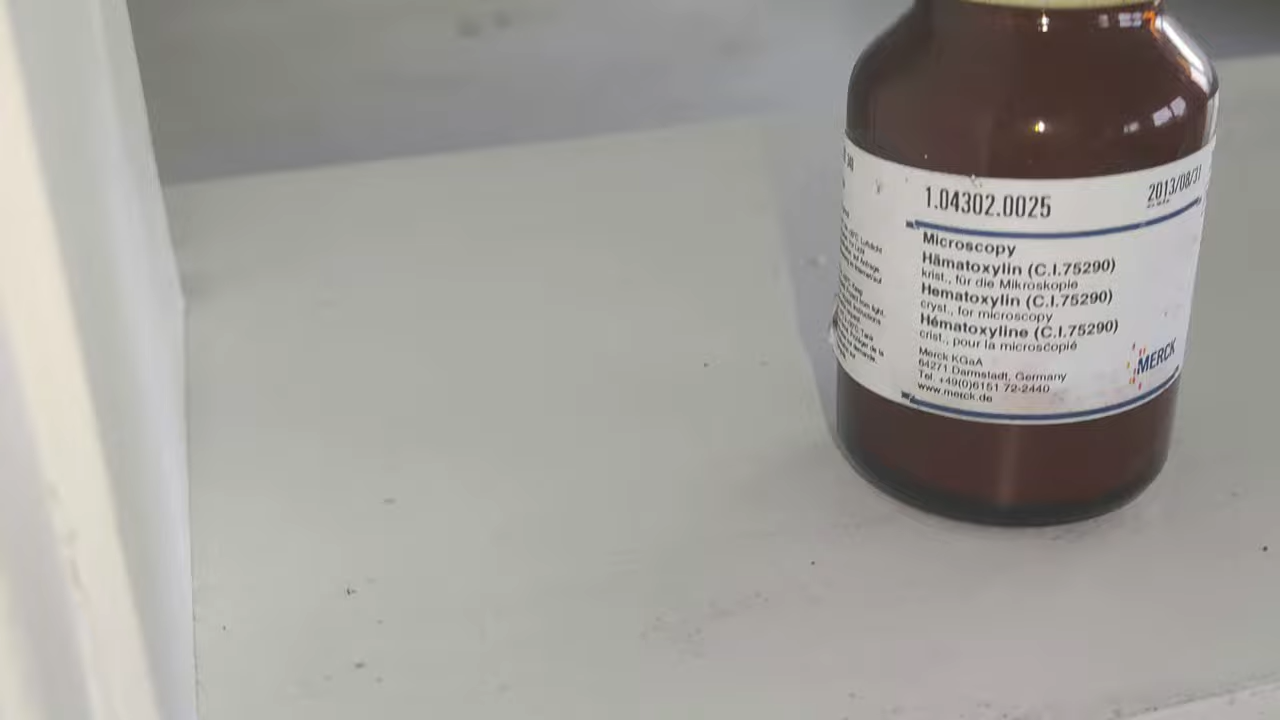 1.04302.0025
2013/08/31
Microscopy
Hämatoxylin (C.I.75290)
krist., für die Mikroskopie
Hematoxylin (C.I.75290)
cryst., for microscopy
Hématoxyline (C.I.75290)
crist., pour la microscopié
Merck KGaA
64271 Darmstadt, Germany
Tel. +49(0)6151 72-2440
www.merck.de
MERCK